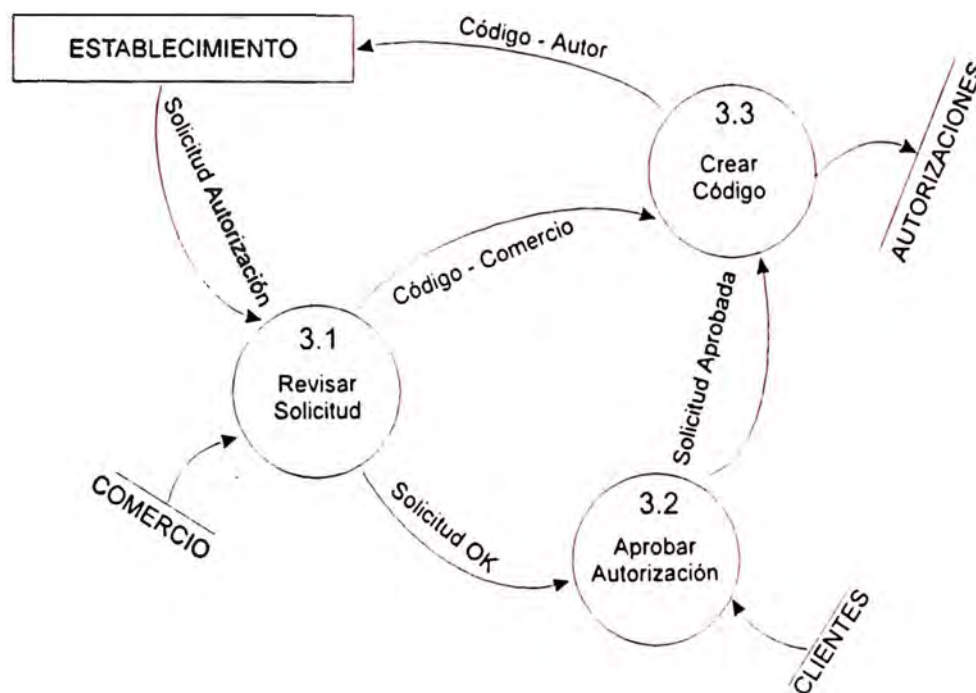 ESTABLECIMIENTO
Código - Autor
Solicitud Autorización
3.3
Crear
Código
AUTORIZACIONES
Código - Comercio
3.1
Revisar
Solicitud
Solicitud Aprobada
COMERCIO
Solicitud OK
3.2
Aprobar
Autorización
CLIENTES